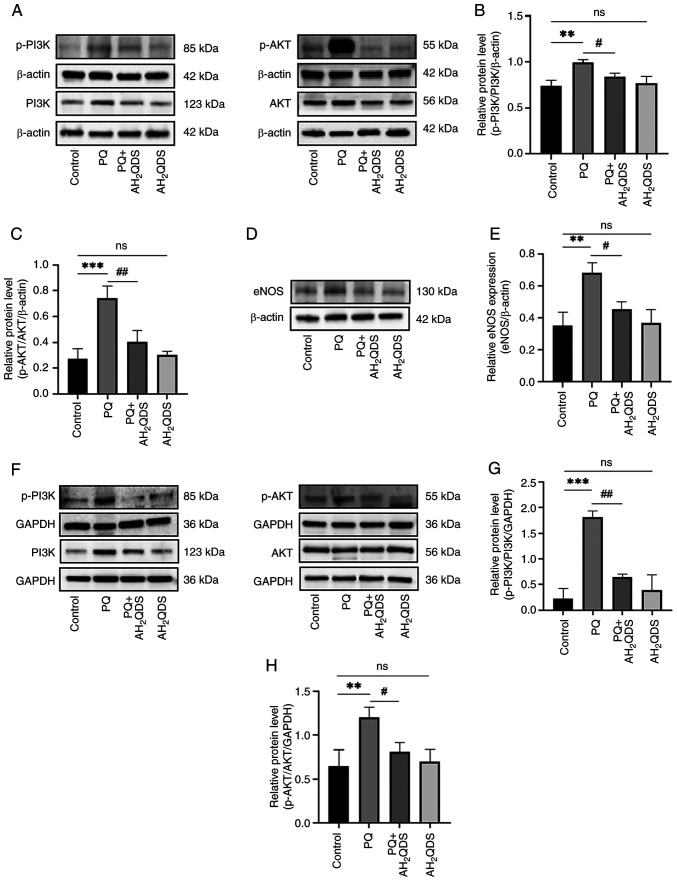 A
p-PI3K
85 kDa
β-actin
42 kDa
PI3K
123 kDa
β-actin
42 kDa
Control
PQ
PQ+
AH2QDS
AH2QDS
p-AKT
55 kDa
β-actin
42 kDa
AKT
56 kDa
β-actin
42 kDa
Control
PQ
PQ+
AH2QDS
AH2QDS
B
Relative protein level
(p-PI3K/PI3K/β-actin)
1.5
1.0
0.5
0.0
ns
**
#
Control
PQ
PQ+
AH2QDS
AH2QDS
C
Relative protein level
(p-AKT/AKT/β-actin)
1.0
0.8
0.6
0.4
0.2
0.0
ns
***
##
Control
PQ
PQ+
AH2QDS
AH2QDS
D
eNOS
130 kDa
β-actin
42 kDa
Control
PQ
PQ+
AH2QDS
AH2QDS
E
Relative eNOS expression
(eNOS/β-actin)
0.8
0.6
0.4
0.2
0.0
ns
**
#
Control
PQ
PQ+
AH2QDS
AH2QDS
F
p-PI3K
85 kDa
GAPDH
36 kDa
PI3K
123 kDa
GAPDH
36 kDa
Control
PQ
PQ+
AH2QDS
AH2QDS
p-AKT
55 kDa
GAPDH
36 kDa
AKT
56 kDa
GAPDH
36 kDa
Control
PQ
PQ+
AH2QDS
AH2QDS
G
Relative protein level
(p-PI3K/PI3K/GAPDH)
2.5
2.0
1.5
1.0
0.5
0.0
ns
***
##
Control
PQ
PQ+
AH2QDS
AH2QDS
H
Relative protein level
(p-AKT/AKT/GAPDH)
1.5
1.0
0.5
0.0
ns
**
#
Control
PQ
PQ+
AH2QDS
AH2QDS